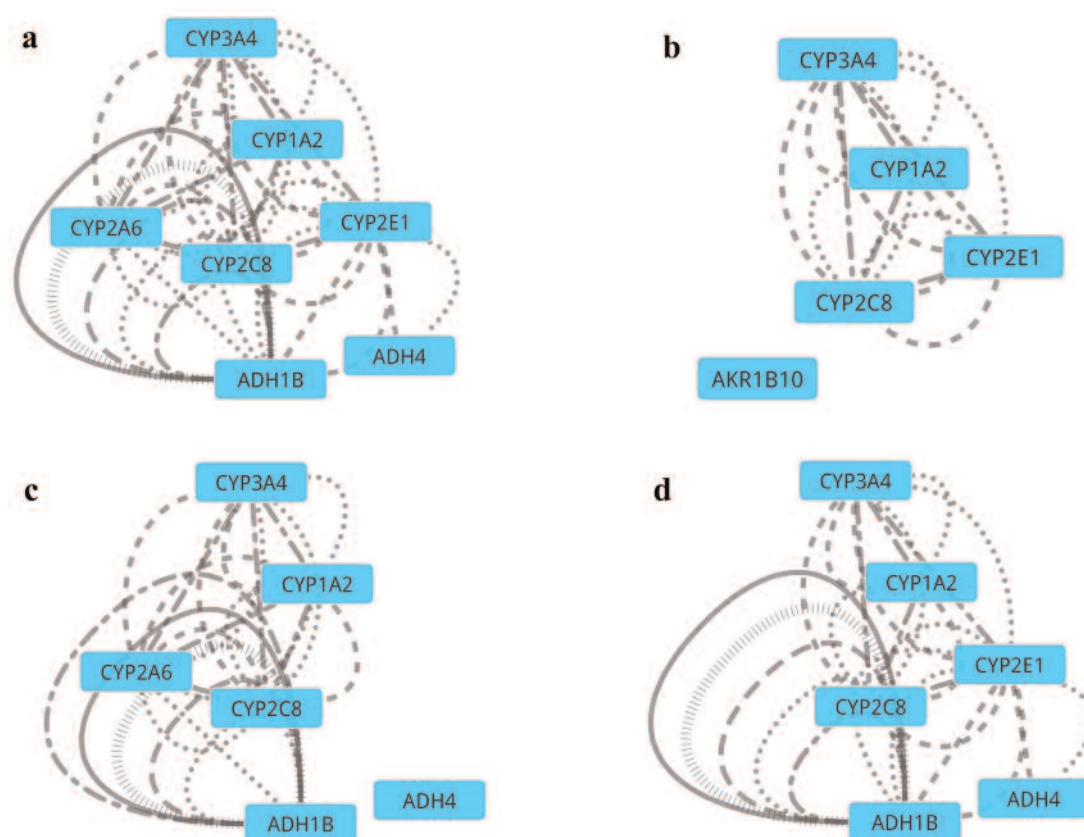 a
CYP3A4
CYP1A2
CYP2A6
CYP2E1
CYP2C8
ADH4
ADH1B
b
CYP3A4
CYP1A2
CYP2E1
CYP2C8
AKR1B10
c
CYP3A4
CYP1A2
CYP2A6
CYP2C8
ADH4
ADH1B
d
CYP3A4
CYP1A2
CYP2E1
CYP2C8
ADH4
ADH1B